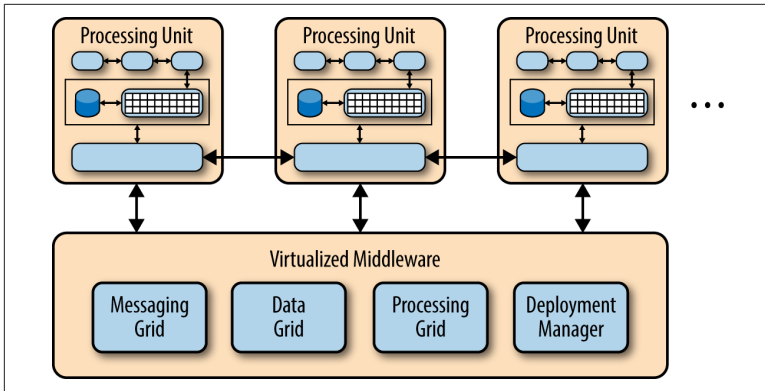 Processing Unit
Processing Unit
Processing Unit
...
Virtualized Middleware
Messaging
Grid
Data
Grid
Processing
Grid
Deployment
Manager